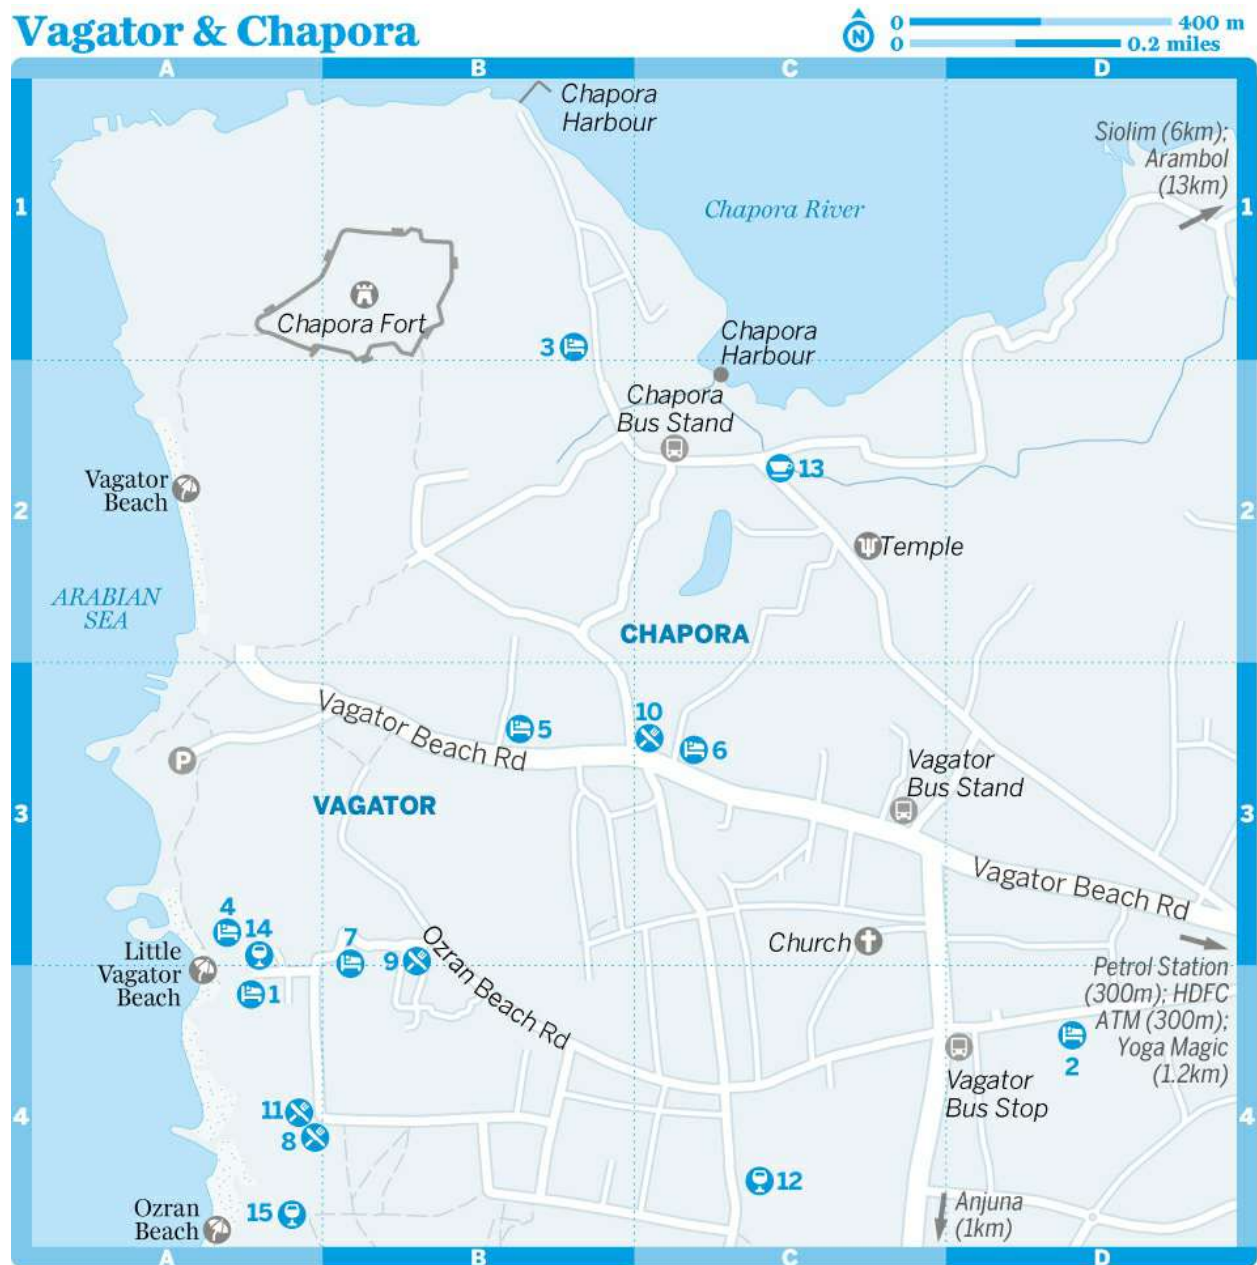 Vagator & Chapora
N
0 400 m
0 0.2 miles
A B C D
Chapora
Harbour
Siolim (6km);
Arambol
(13km)
1 1
Chapora River
Chapora Fort
3
Chapora
Harbour
Chapora
Bus Stand
Vagator
Beach
13
2 2
Temple
ARABIAN
SEA
CHAPORA
Vagator Beach Rd
5
10
6
P
Vagator
Bus Stand
VAGATOR
3 3
Vagator Beach Rd
4
14
7
9
Ozran Beach Rd
Church
Little
Vagator
Beach
1
Petrol Station
(300m); HDFC
ATM (300m);
Yoga Magic
(1.2km)
2
Vagator
Bus Stop
11
8
4 4
12
Ozran
Beach
15
Anjuna
(1km)
A B C D